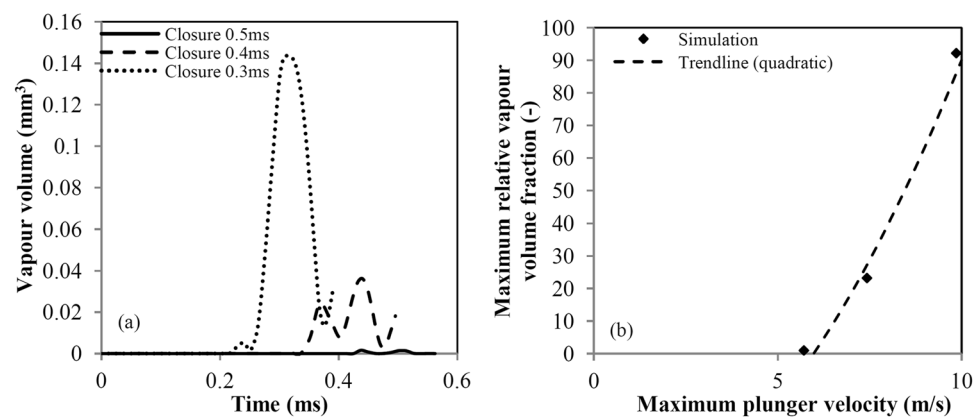 0.16
0.14
0.12
0.1
0.08
0.06
0.04
0.02
0
Vapour volume (mm³)
Closure 0.5ms
Closure 0.4ms
Closure 0.3ms
(a)
0
0.2
0.4
0.6
Time (ms)
100
90
80
70
60
50
40
30
20
10
0
Maximum relative vapour
volume fraction (-)
Simulation
Trendline (quadratic)
(b)
0
5
10
Maximum plunger velocity (m/s)